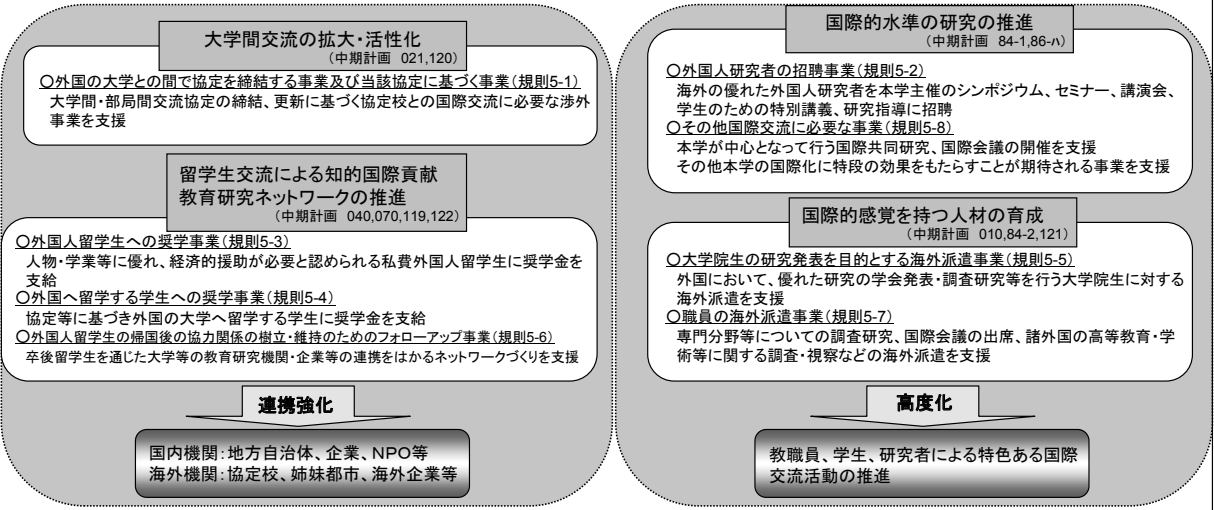 大学間交流の拡大・活性化
(中期計画 021,120)
〇外国の大学との間で協定を締結する事業及び当該協定に基づく事業(規則5-1)
大学間・部局間交流協定の締結、更新に基づく協定校との国際交流に必要な渉外
事業を支援
留学生交流による知的国際貢献
教育研究ネットワークの推進
(中期計画 040,070,119,122)
〇外国人留学生への奨学事業(規則5-3)
人物・学業等に優れ、経済的援助が必要と認められる私費外国人留学生に奨学金を
支給
〇外国へ留学する学生への奨学事業(規則5-4)
協定等に基づき外国の大学へ留学する学生に奨学金を支給
〇外国人留学生の帰国後の協力関係の樹立・維持のためのフォローアップ事業(規則5-6)
卒後留学生を通じた大学等の教育研究機関・企業等の連携をはかるネットワークづくりを支援
連携強化
国内機関:地方自治体、企業、NPO等
海外機関:協定校、姉妹都市、海外企業等
国際的水準の研究の推進
(中期計画 84-1,86-ハ)
〇外国人研究者の招聘事業(規則5-2)
海外の優れた外国人研究者を本学主催のシンポジウム、セミナー、講演会、
学生のための特別講義、研究指導に招聘
〇その他国際交流に必要な事業(規則5-8)
本学が中心となって行う国際共同研究、国際会議の開催を支援
その他本学の国際化に特段の効果をもたらすことが期待される事業を支援
国際的感覚を持つ人材の育成
(中期計画 010,84-2,121)
〇大学院生の研究発表を目的とする海外派遣事業(規則5-5)
外国において、優れた研究の学会発表・調査研究等を行う大学院生に対する
海外派遣を支援
〇職員の海外派遣事業(規則5-7)
専門分野等についての調査研究、国際会議の出席、諸外国の高等教育・学
術等に関する調査・視察などの海外派遣を支援
高度化
教職員、学生、研究者による特色ある国際
交流活動の推進